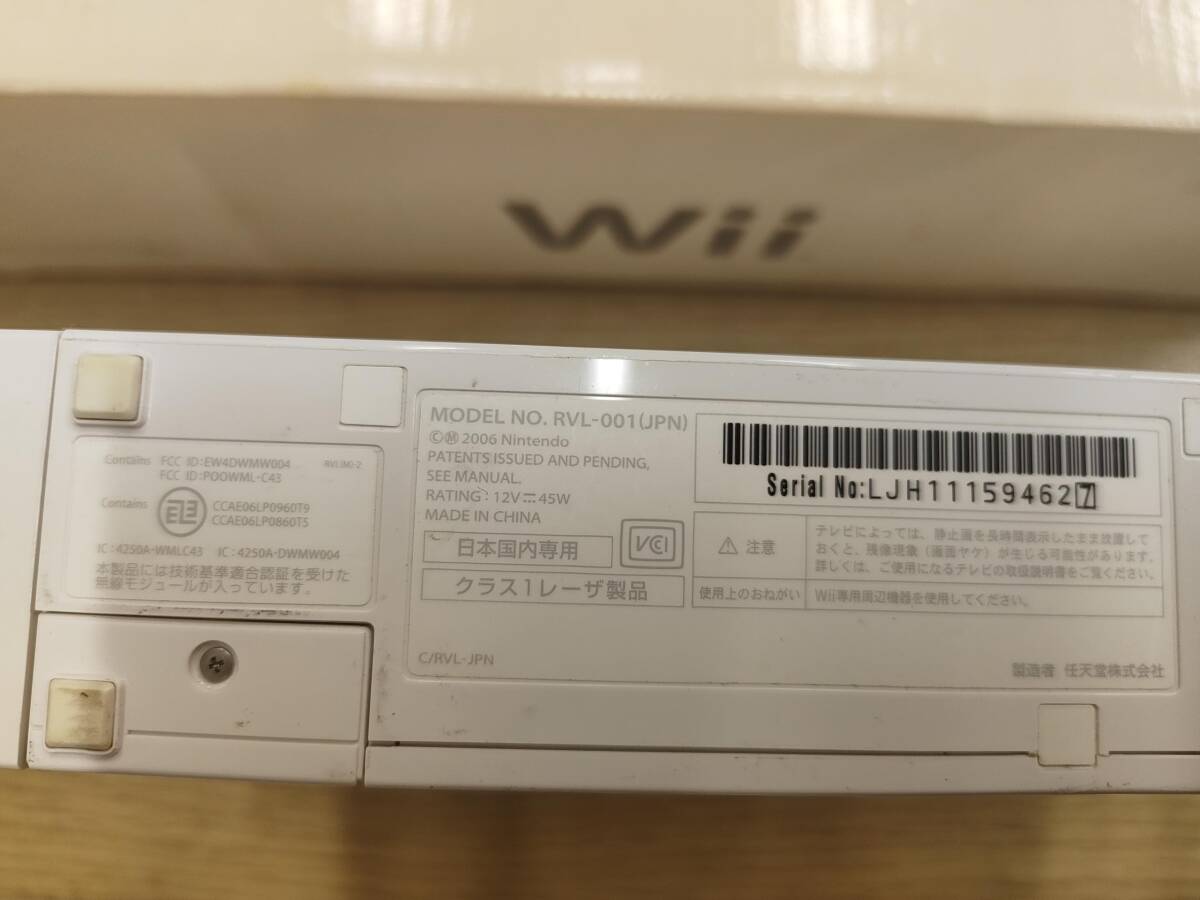 Wii
Contains FCC ID:EW4DWMW004
FCC ID:POOWML-C43
RVL(M)-2
Contains
CCAE06LP0960T9
CCAE06LP0860T5
IC:4250A-WMLC43 IC:4250A-DWMW004
本製品には技術基準適合認証を受けた
無線モジュールが入っています。
MODEL NO. RVL-001(JPN)
©Ⓜ 2006 Nintendo
PATENTS ISSUED AND PENDING,
SEE MANUAL.
RATING:12V⎓45W
MADE IN CHINA
日本国内専用
VCCI
クラス1レーザ製品
C/RVL-JPN
Serial No:LJH111594627
⚠ 注意
テレビによっては、静止画を長時間表示したまま放置して
おくと、残像現象(画面ヤケ)が生じる可能性があります。
詳しくは、ご使用になるテレビの取扱説明書をご覧ください。
使用上のおねがい
Wii専用周辺機器を使用してください。
製造者 任天堂株式会社